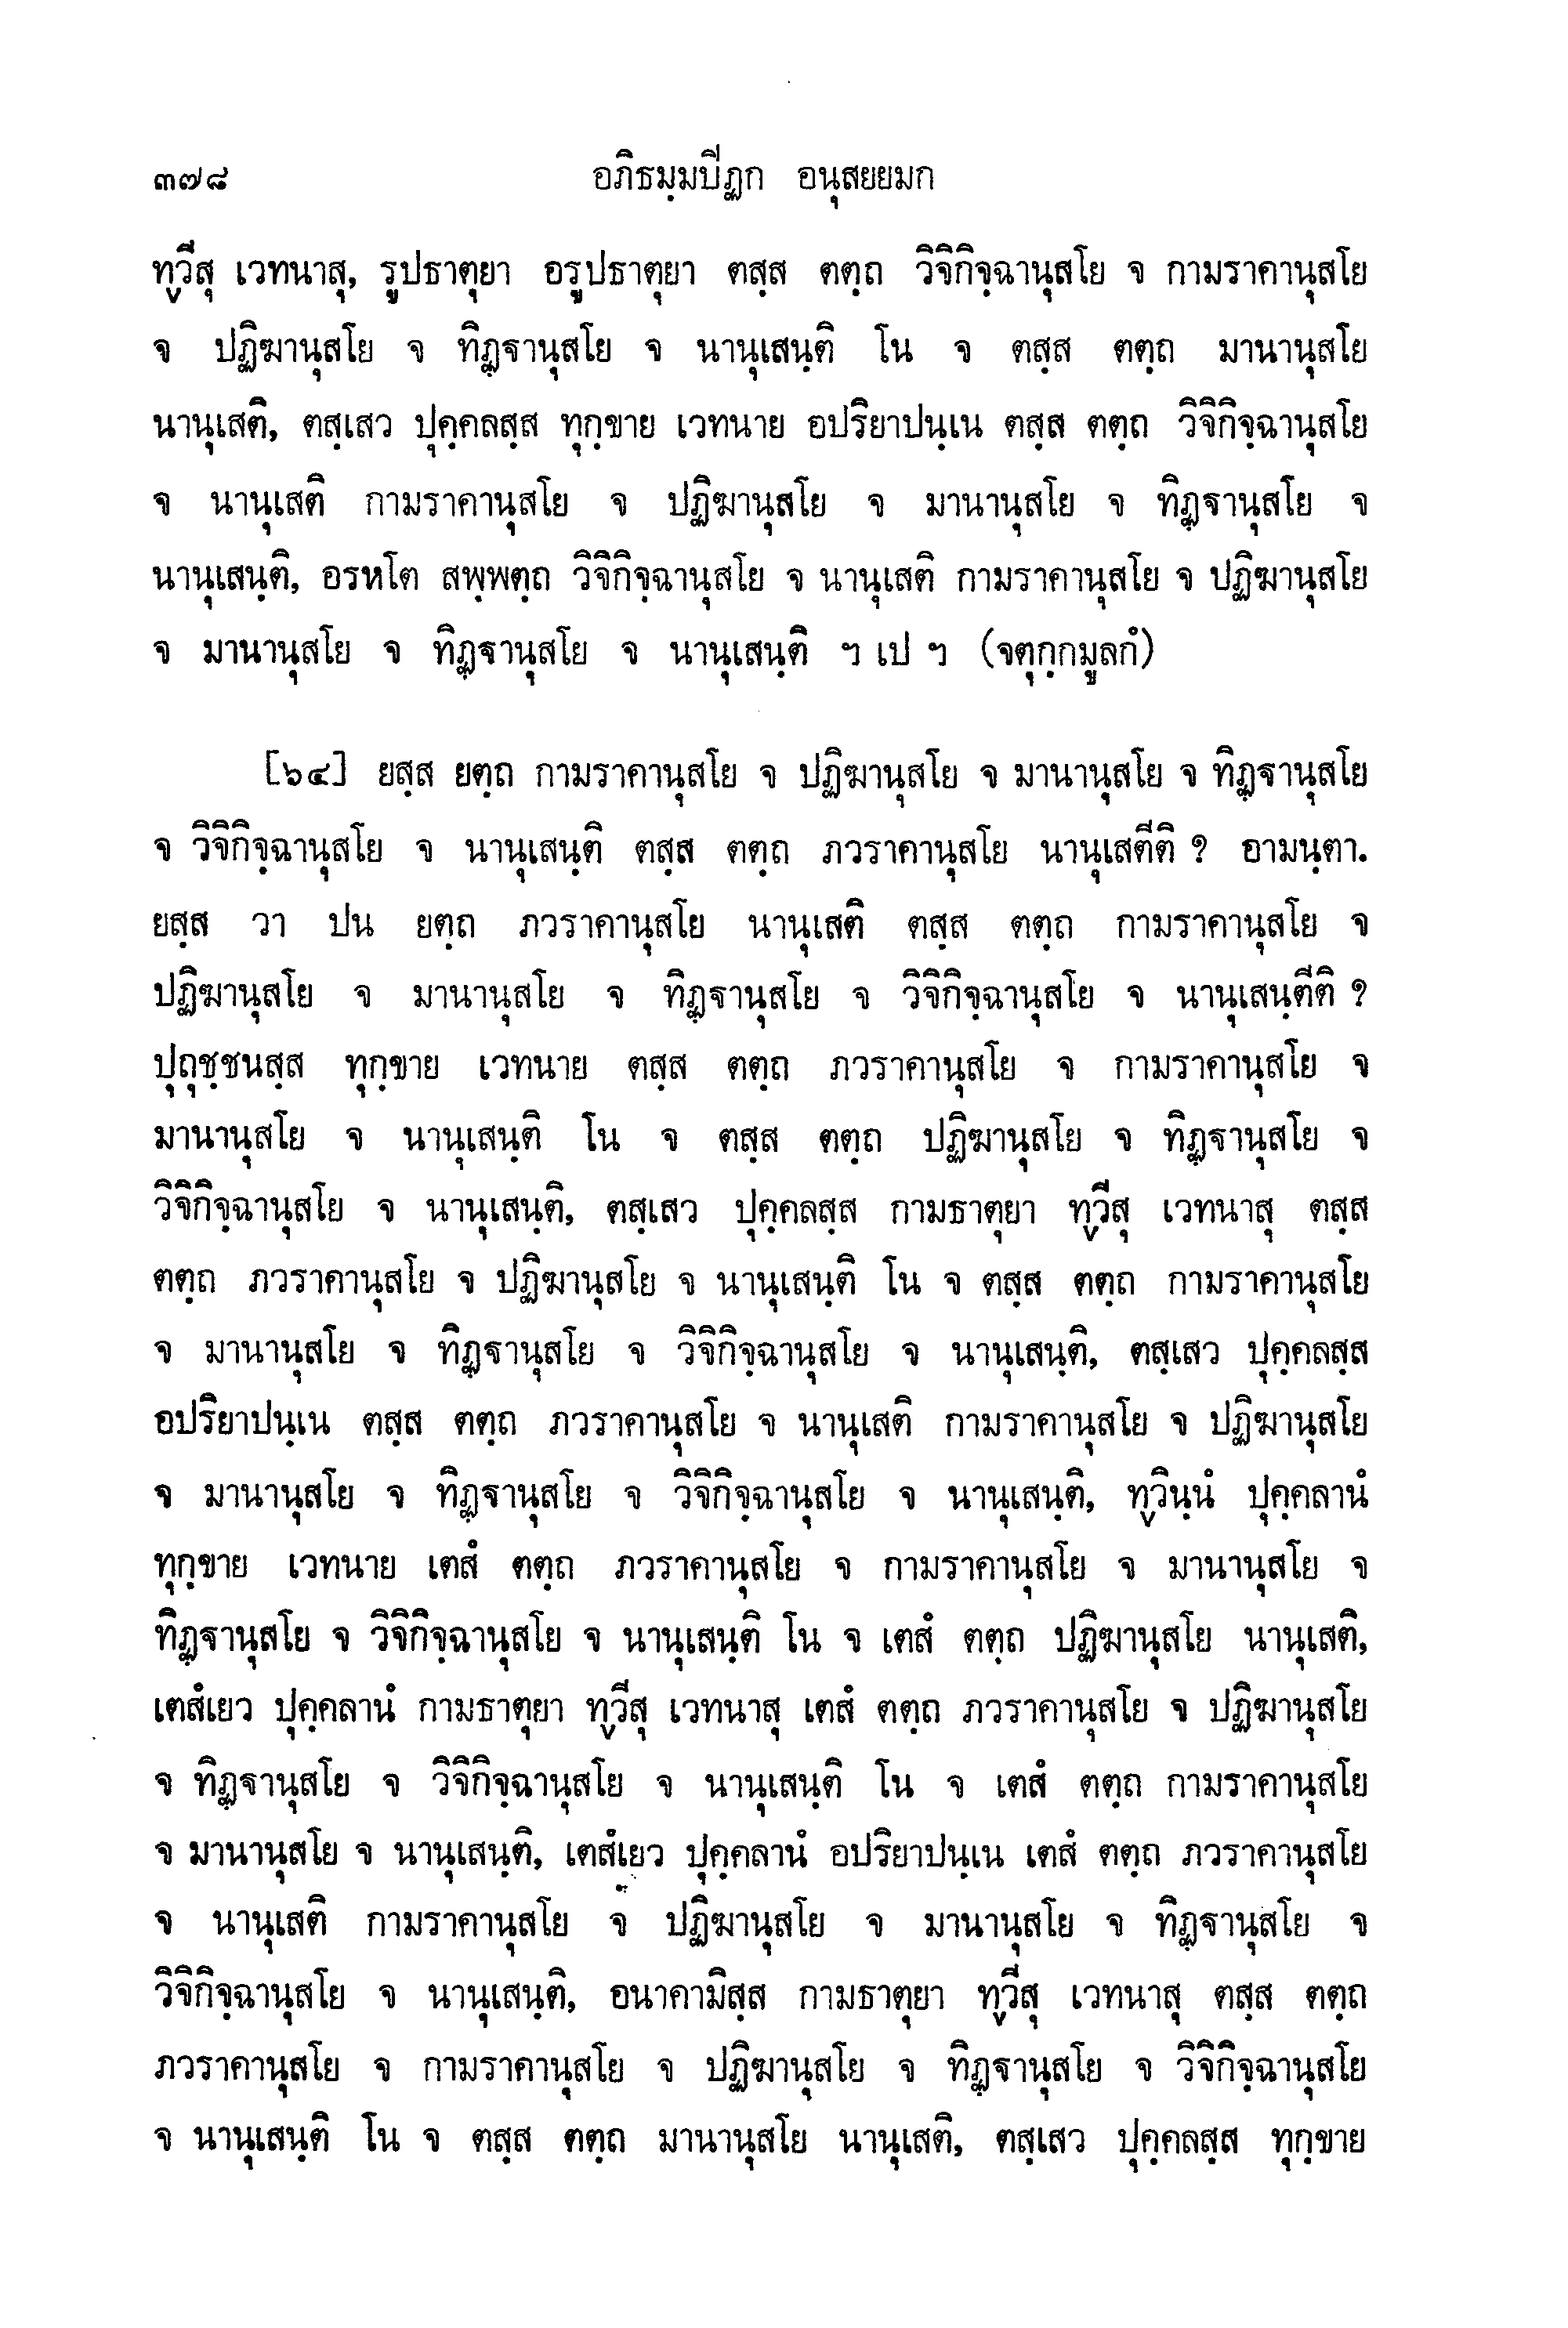 ๓๗๘ อภิธมฺมปิฏก อนุสยยมก
ทฺวีสุ เวทนาสุ, รูปธาตุยา อรูปธาตุยา ตสฺส ตตฺถ วิจิกิจฺฉานุสโย จ กามราคานุสโย
จ ปฏิฆานุสโย จ ทิฏฺฐานุสโย จ นานุเสนฺติ โน จ ตสฺส ตตฺถ มานานุสโย
นานุเสติ, ตสฺเสว ปุคฺคลสฺส ทุกฺขาย เวทนาย อปริยาปนฺเน ตสฺส ตตฺถ วิจิกิจฺฉานุสโย
จ นานุเสติ กามราคานุสโย จ ปฏิฆานุสโย จ มานานุสโย จ ทิฏฺฐานุสโย จ
นานุเสนฺติ, อรหโต สพฺพตฺถ วิจิกิจฺฉานุสโย จ นานุเสติ กามราคานุสโย จ ปฏิฆานุสโย
จ มานานุสโย จ ทิฏฺฐานุสโย จ นานุเสนฺติ ฯ เป ฯ (จตุกฺกมูลกํ)
[๖๔] ยสฺส ยตฺถ กามราคานุสโย จ ปฏิฆานุสโย จ มานานุสโย จ ทิฏฺฐานุสโย
จ วิจิกิจฺฉานุสโย จ นานุเสนฺติ ตสฺส ตตฺถ ภวราคานุสโย นานุเสตีติ ? อามนฺตา.
ยสฺส วา ปน ยตฺถ ภวราคานุสโย นานุเสติ ตสฺส ตตฺถ กามราคานุสโย จ
ปฏิฆานุสโย จ มานานุสโย จ ทิฏฺฐานุสโย จ วิจิกิจฺฉานุสโย จ นานุเสนฺตีติ ?
ปุถุชฺชนสฺส ทุกฺขาย เวทนาย ตสฺส ตตฺถ ภวราคานุสโย จ กามราคานุสโย จ
มานานุสโย จ นานุเสนฺติ โน จ ตสฺส ตตฺถ ปฏิฆานุสโย จ ทิฏฺฐานุสโย จ
วิจิกิจฺฉานุสโย จ นานุเสนฺติ, ตสฺเสว ปุคฺคลสฺส กามธาตุยา ทฺวีสุ เวทนาสุ ตสฺส
ตตฺถ ภวราคานุสโย จ ปฏิฆานุสโย จ นานุเสนฺติ โน จ ตสฺส ตตฺถ กามราคานุสโย
จ มานานุสโย จ ทิฏฺฐานุสโย จ วิจิกิจฺฉานุสโย จ นานุเสนฺติ, ตสฺเสว ปุคฺคลสฺส
อปริยาปนฺเน ตสฺส ตตฺถ ภวราคานุสโย จ นานุเสติ กามราคานุสโย จ ปฏิฆานุสโย
จ มานานุสโย จ ทิฏฺฐานุสโย จ วิจิกิจฺฉานุสโย จ นานุเสนฺติ, ทฺวินฺนํ ปุคฺคลานํ
ทุกฺขาย เวทนาย เตสํ ตตฺถ ภวราคานุสโย จ กามราคานุสโย จ มานานุสโย จ
ทิฏฺฐานุสโย จ วิจิกิจฺฉานุสโย จ นานุเสนฺติ โน จ เตสํ ตตฺถ ปฏิฆานุสโย นานุเสติ,
เตสํเยว ปุคฺคลานํ กามธาตุยา ทฺวีสุ เวทนาสุ เตสํ ตตฺถ ภวราคานุสโย จ ปฏิฆานุสโย
จ ทิฏฺฐานุสโย จ วิจิกิจฺฉานุสโย จ นานุเสนฺติ โน จ เตสํ ตตฺถ กามราคานุสโย
จ มานานุสโย จ นานุเสนฺติ, เตสํเยว ปุคฺคลานํ อปริยาปนฺเน เตสํ ตตฺถ ภวราคานุสโย
จ นานุเสติ กามราคานุสโย จ ปฏิฆานุสโย จ มานานุสโย จ ทิฏฺฐานุสโย จ
วิจิกิจฺฉานุสโย จ นานุเสนฺติ, อนาคามิสฺส กามธาตุยา ทฺวีสุ เวทนาสุ ตสฺส ตตฺถ
ภวราคานุสโย จ กามราคานุสโย จ ปฏิฆานุสโย จ ทิฏฺฐานุสโย จ วิจิกิจฺฉานุสโย
จ นานุเสนฺติ โน จ ตสฺส ตตฺถ มานานุสโย นานุเสติ, ตสฺเสว ปุคฺคลสฺส ทุกฺขาย